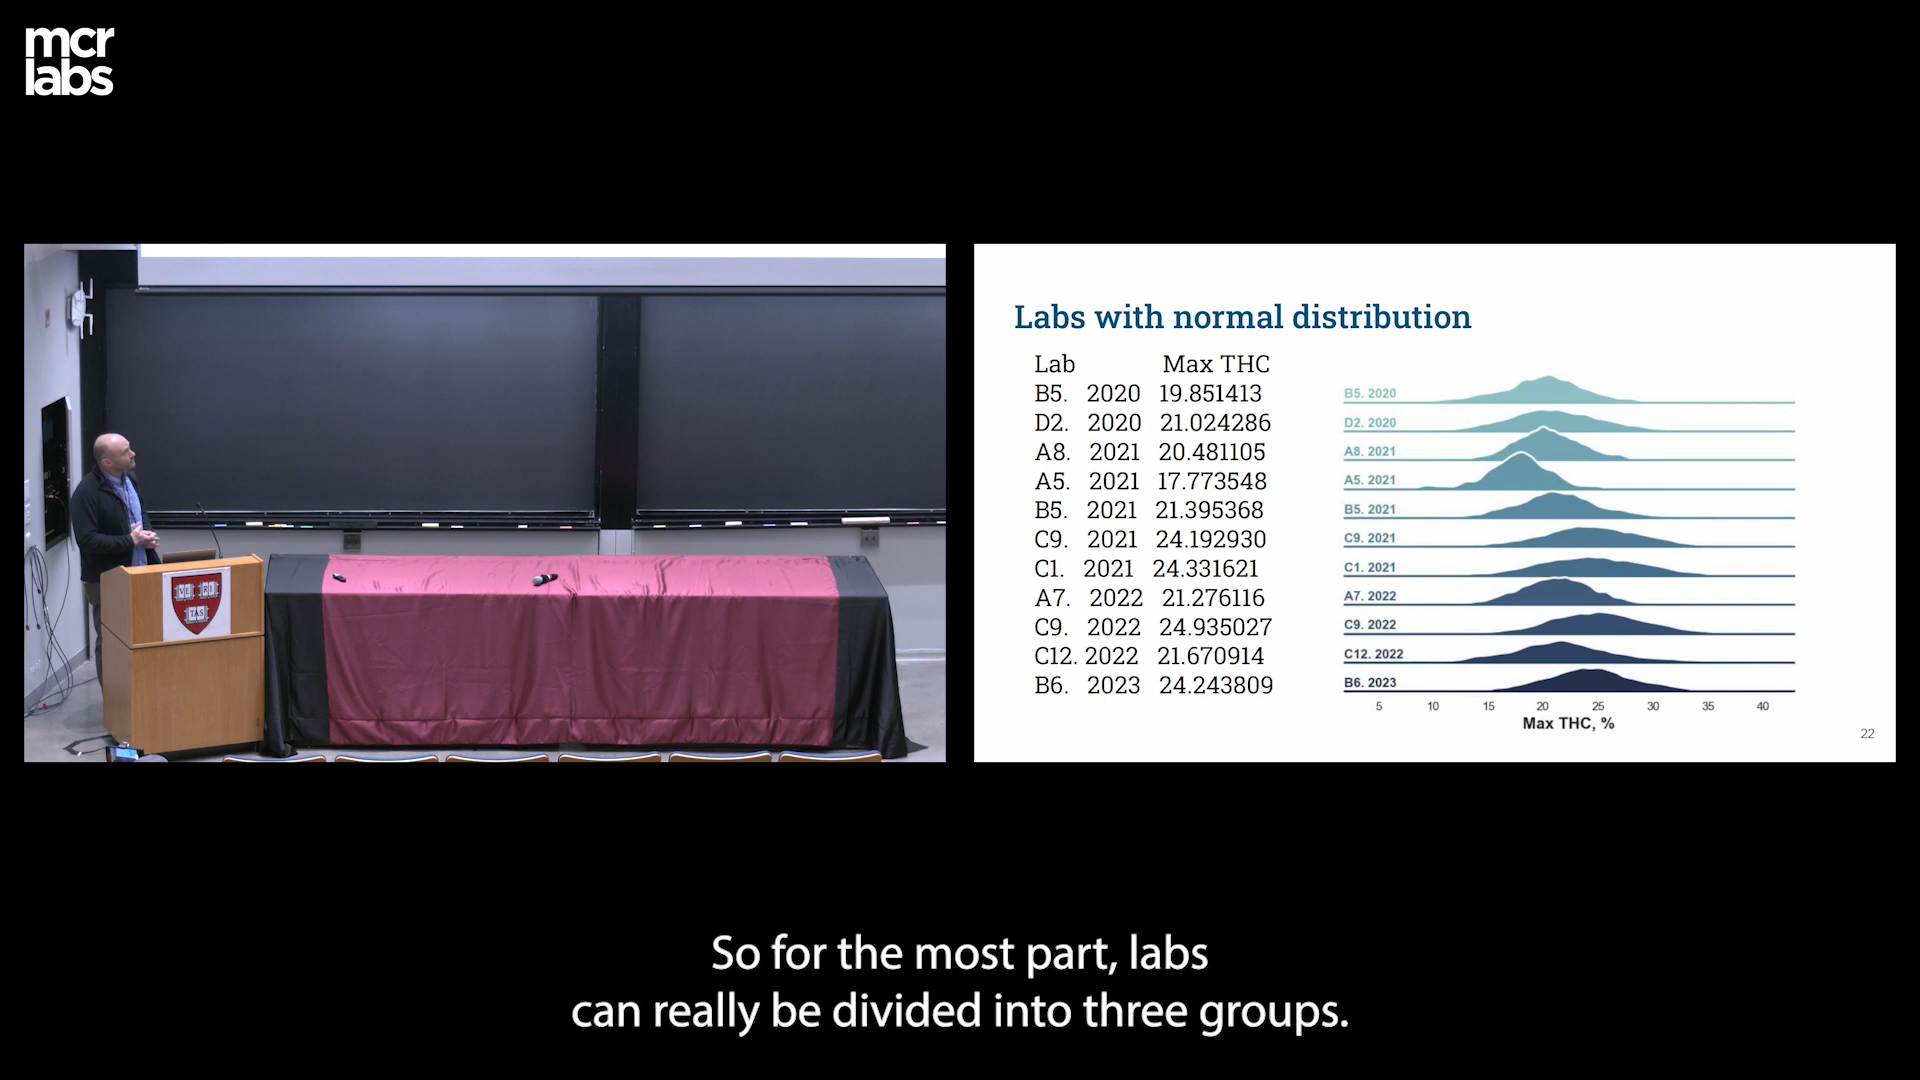 mcr
labs
VE RI
TAS
Labs with normal distribution
Lab Max THC
B5. 2020 19.851413
D2. 2020 21.024286
A8. 2021 20.481105
A5. 2021 17.773548
B5. 2021 21.395368
C9. 2021 24.192930
C1. 2021 24.331621
A7. 2022 21.276116
C9. 2022 24.935027
C12. 2022 21.670914
B6. 2023 24.243809
B5. 2020
D2. 2020
A8. 2021
A5. 2021
B5. 2021
C9. 2021
C1. 2021
A7. 2022
C9. 2022
C12. 2022
B6. 2023
5 10 15 20 25 30 35 40
Max THC, %
22
So for the most part, labs
can really be divided into three groups.